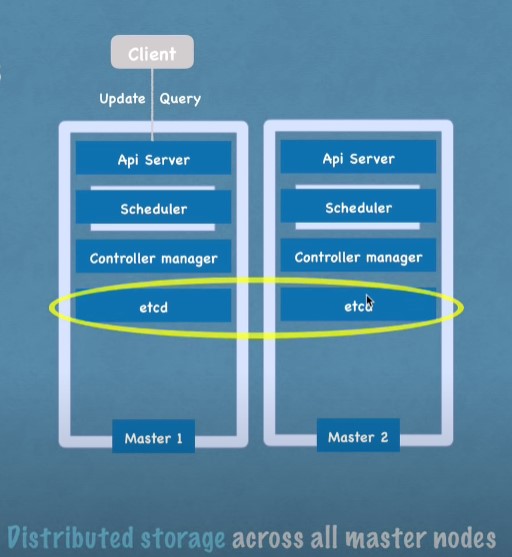 Client
Update Query
Api Server
Scheduler
Controller manager
etcd
Master 1
Api Server
Scheduler
Controller manager
etcd
Master 2
Distributed storage across all master nodes